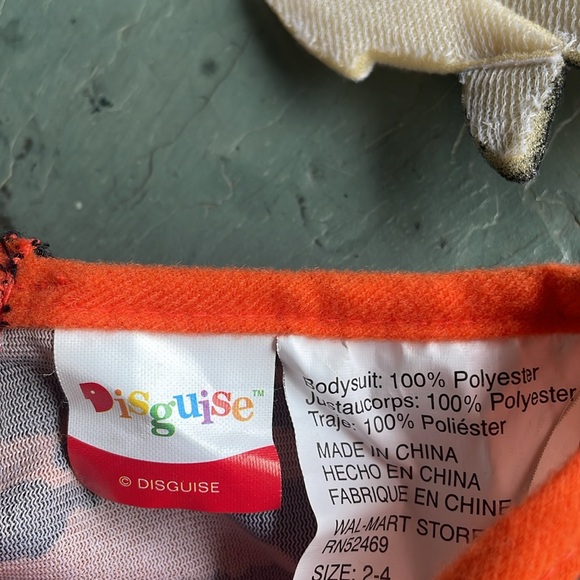 Disguise™
© DISGUISE
Bodysuit: 100% Polyester
Justaucorps: 100% Polyester
Traje: 100% Poliéster
MADE IN CHINA
HECHO EN CHINA
FABRIQUE EN CHINE
WAL-MART STORE
RN52469
SIZE: 2-4